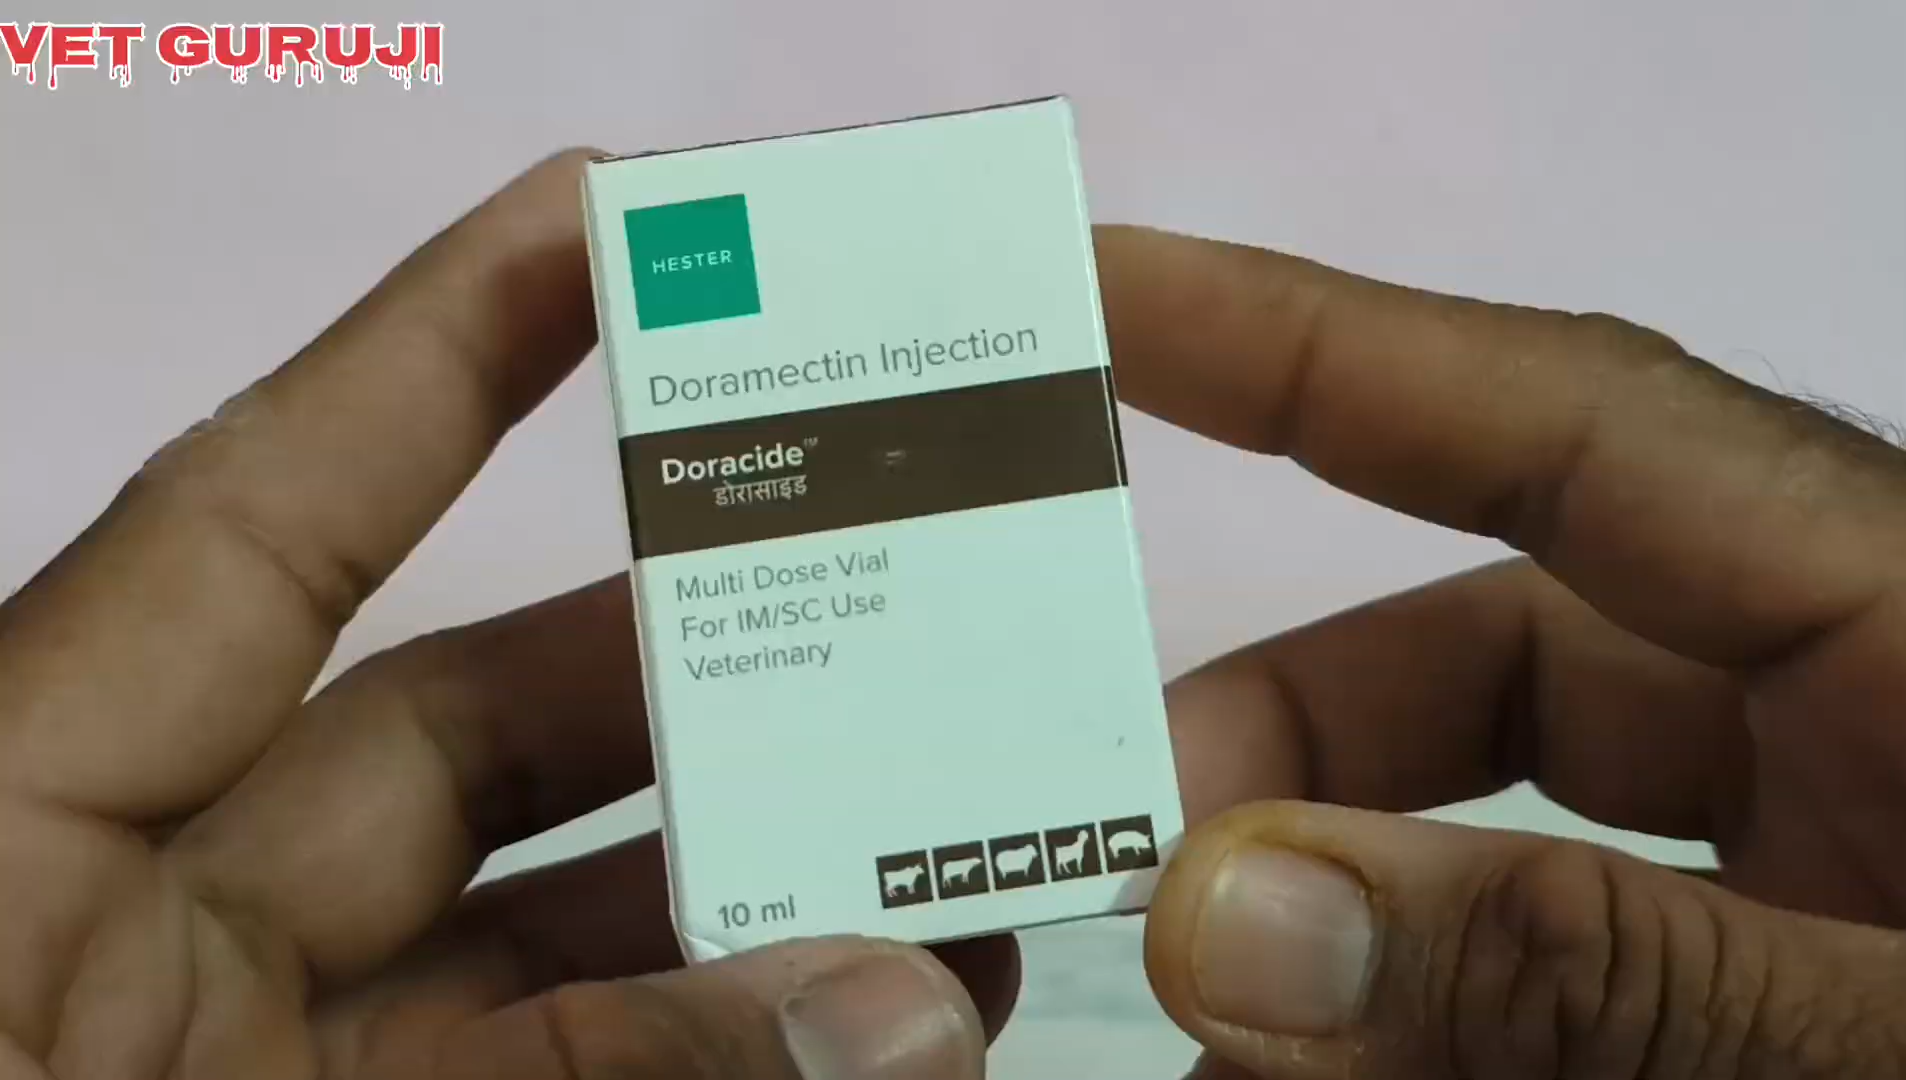 VET GURUJI
HESTER
Doramectin Injection
Doracide™
डोरासाइड
Multi Dose Vial
For IM/SC Use
Veterinary
10 ml